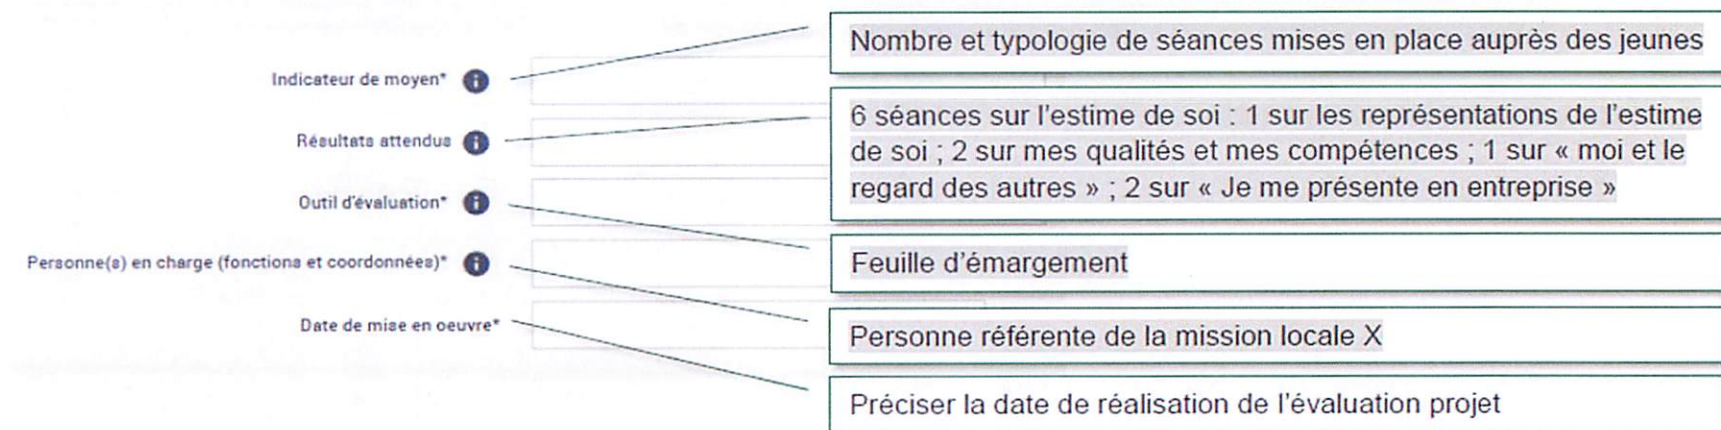 Nombre et typologie de séances mises en place auprès des jeunes
Indicateur de moyen*
6 séances sur l'estime de soi : 1 sur les représentations de l'estime
de soi ; 2 sur mes qualités et mes compétences ; 1 sur « moi et le
regard des autres » ; 2 sur « Je me présente en entreprise »
Résultats attendus
Outil d'évaluation*
Feuille d'émargement
Personne(s) en charge (fonctions et coordonnées)*
Personne référente de la mission locale X
Date de mise en oeuvre*
Préciser la date de réalisation de l'évaluation projet